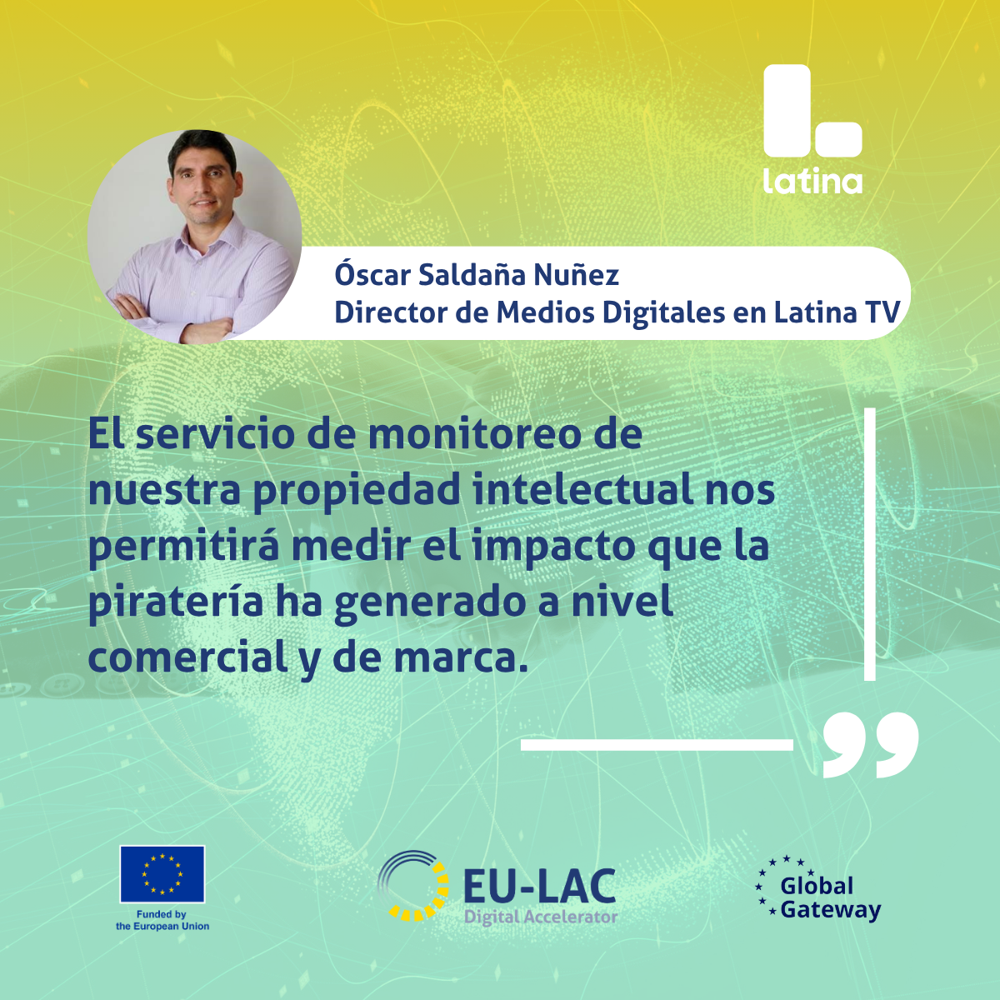 latina
Óscar Saldaña Nuñez
Director de Medios Digitales en Latina TV
El servicio de monitoreo de
nuestra propiedad intelectual nos
permitirá medir el impacto que la
piratería ha generado a nivel
comercial y de marca.
”
Funded by
the European Union
EU-LAC
Digital Accelerator
Global
Gateway